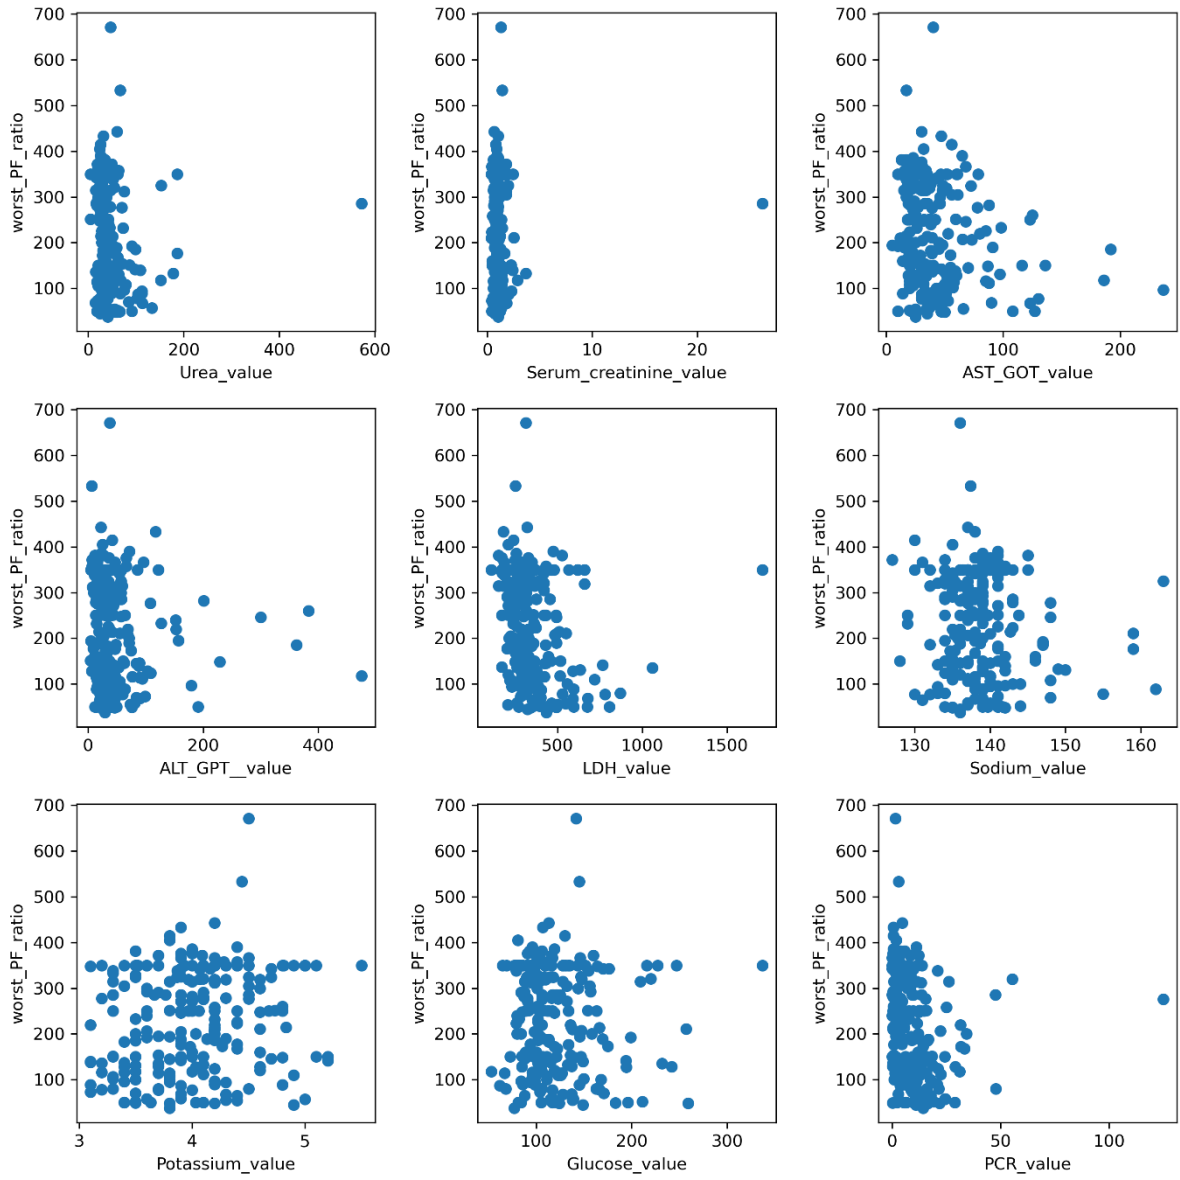 700
600
500
400
300
200
100
worst_PF_ratio
0 200 400 600
Urea_value
700
600
500
400
300
200
100
worst_PF_ratio
0 10 20
Serum_creatinine_value
700
600
500
400
300
200
100
worst_PF_ratio
0 100 200
AST_GOT_value
700
600
500
400
300
200
100
worst_PF_ratio
0 200 400
ALT_GPT__value
700
600
500
400
300
200
100
worst_PF_ratio
500 1000 1500
LDH_value
700
600
500
400
300
200
100
worst_PF_ratio
130 140 150 160
Sodium_value
700
600
500
400
300
200
100
worst_PF_ratio
3 4 5
Potassium_value
700
600
500
400
300
200
100
worst_PF_ratio
100 200 300
Glucose_value
700
600
500
400
300
200
100
worst_PF_ratio
0 50 100
PCR_value